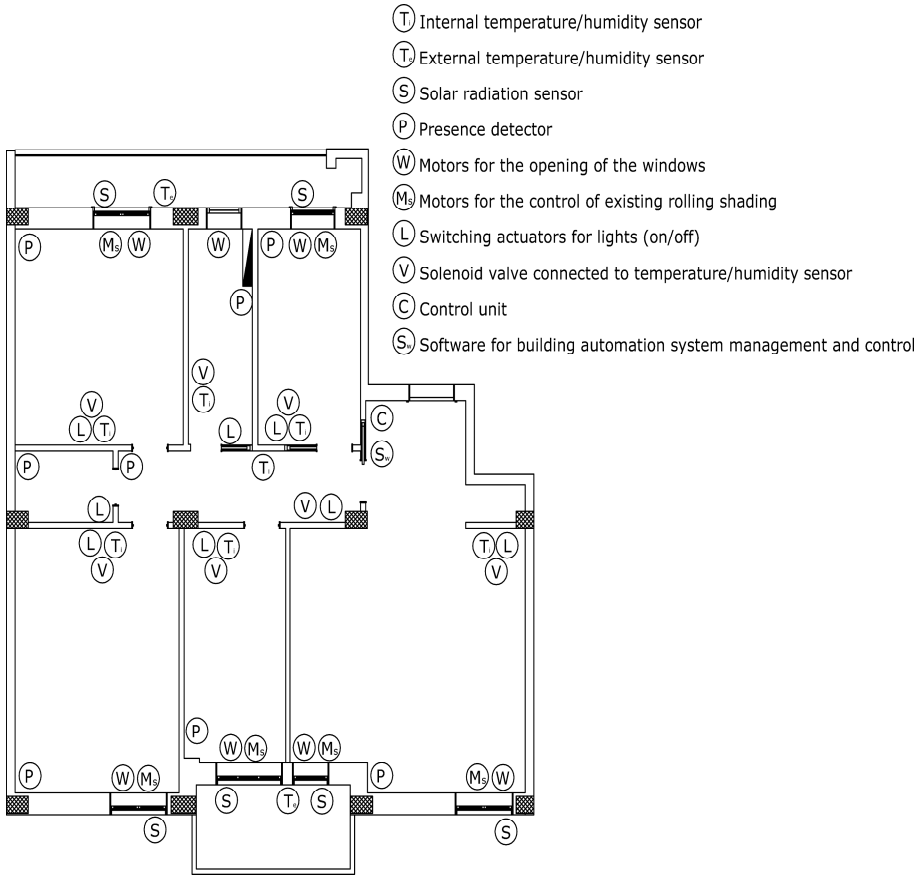 Ti Internal temperature/humidity sensor
Te External temperature/humidity sensor
S Solar radiation sensor
P Presence detector
W Motors for the opening of the windows
Ms Motors for the control of existing rolling shading
L Switching actuators for lights (on/off)
V Solenoid valve connected to temperature/humidity sensor
C Control unit
Sw Software for building automation system management and control
S Te S
P Ms W W P W Ms
P
V Ti
V L Ti
V L Ti
L
C
Sw
P P Ti
L V L
L Ti V
L Ti V
Ti L V
P
W Ms W Ms
P W Ms
P Ms W
S Te S
S S